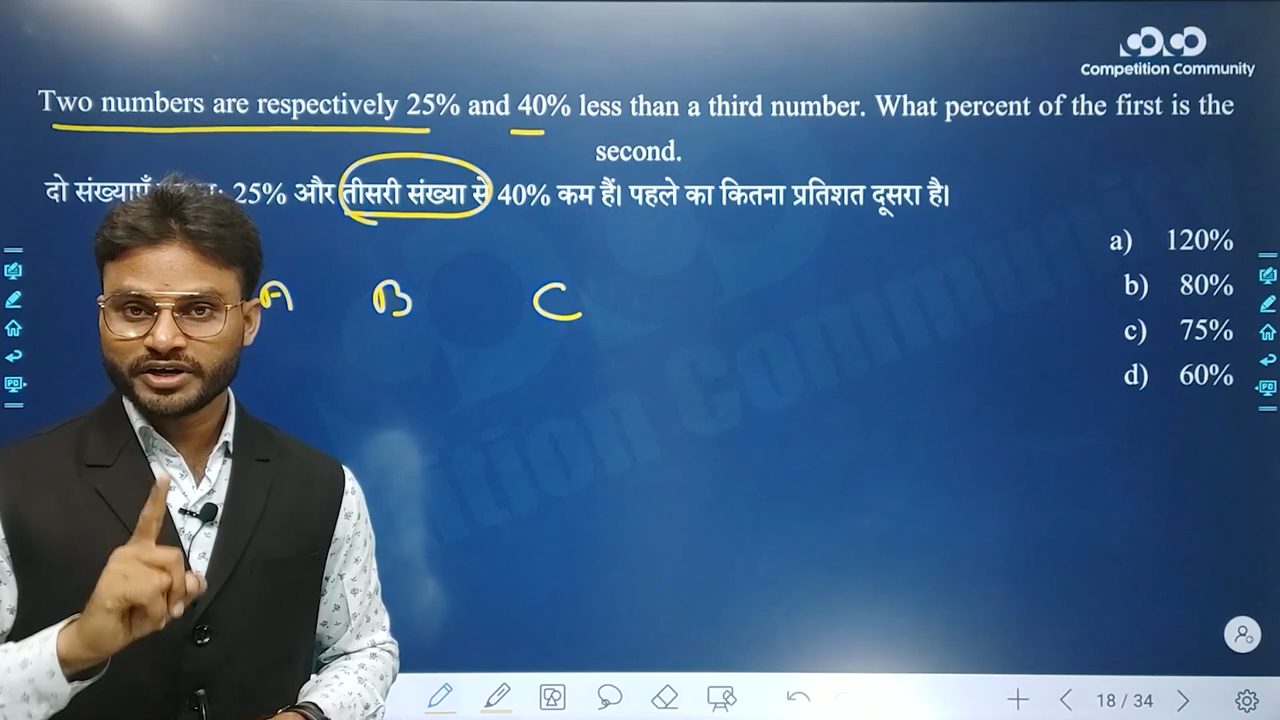 Competition Community
Two numbers are respectively 25% and 40% less than a third number. What percent of the first is the
second.
दो संख्याएँ 25% और तीसरी संख्या से 40% कम हैं। पहले का कितना प्रतिशत दूसरा है।
a) 120%
b) 80%
c) 75%
d) 60%
A B C
18 / 34